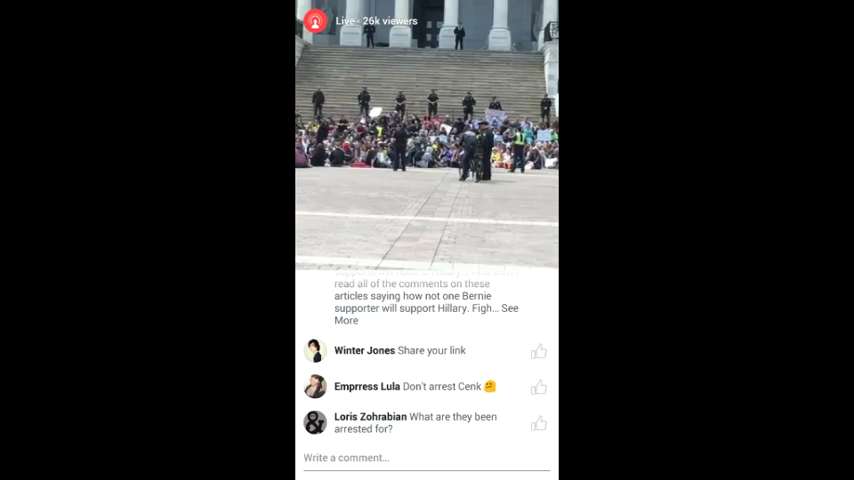 Live · 26k viewers
read all of the comments on these
articles saying how not one Bernie
supporter will support Hillary. Figh... See
More
Winter Jones Share your link
Emprress Lula Don't arrest Cenk 🤔
Loris Zohrabian What are they been
arrested for?
Write a comment...